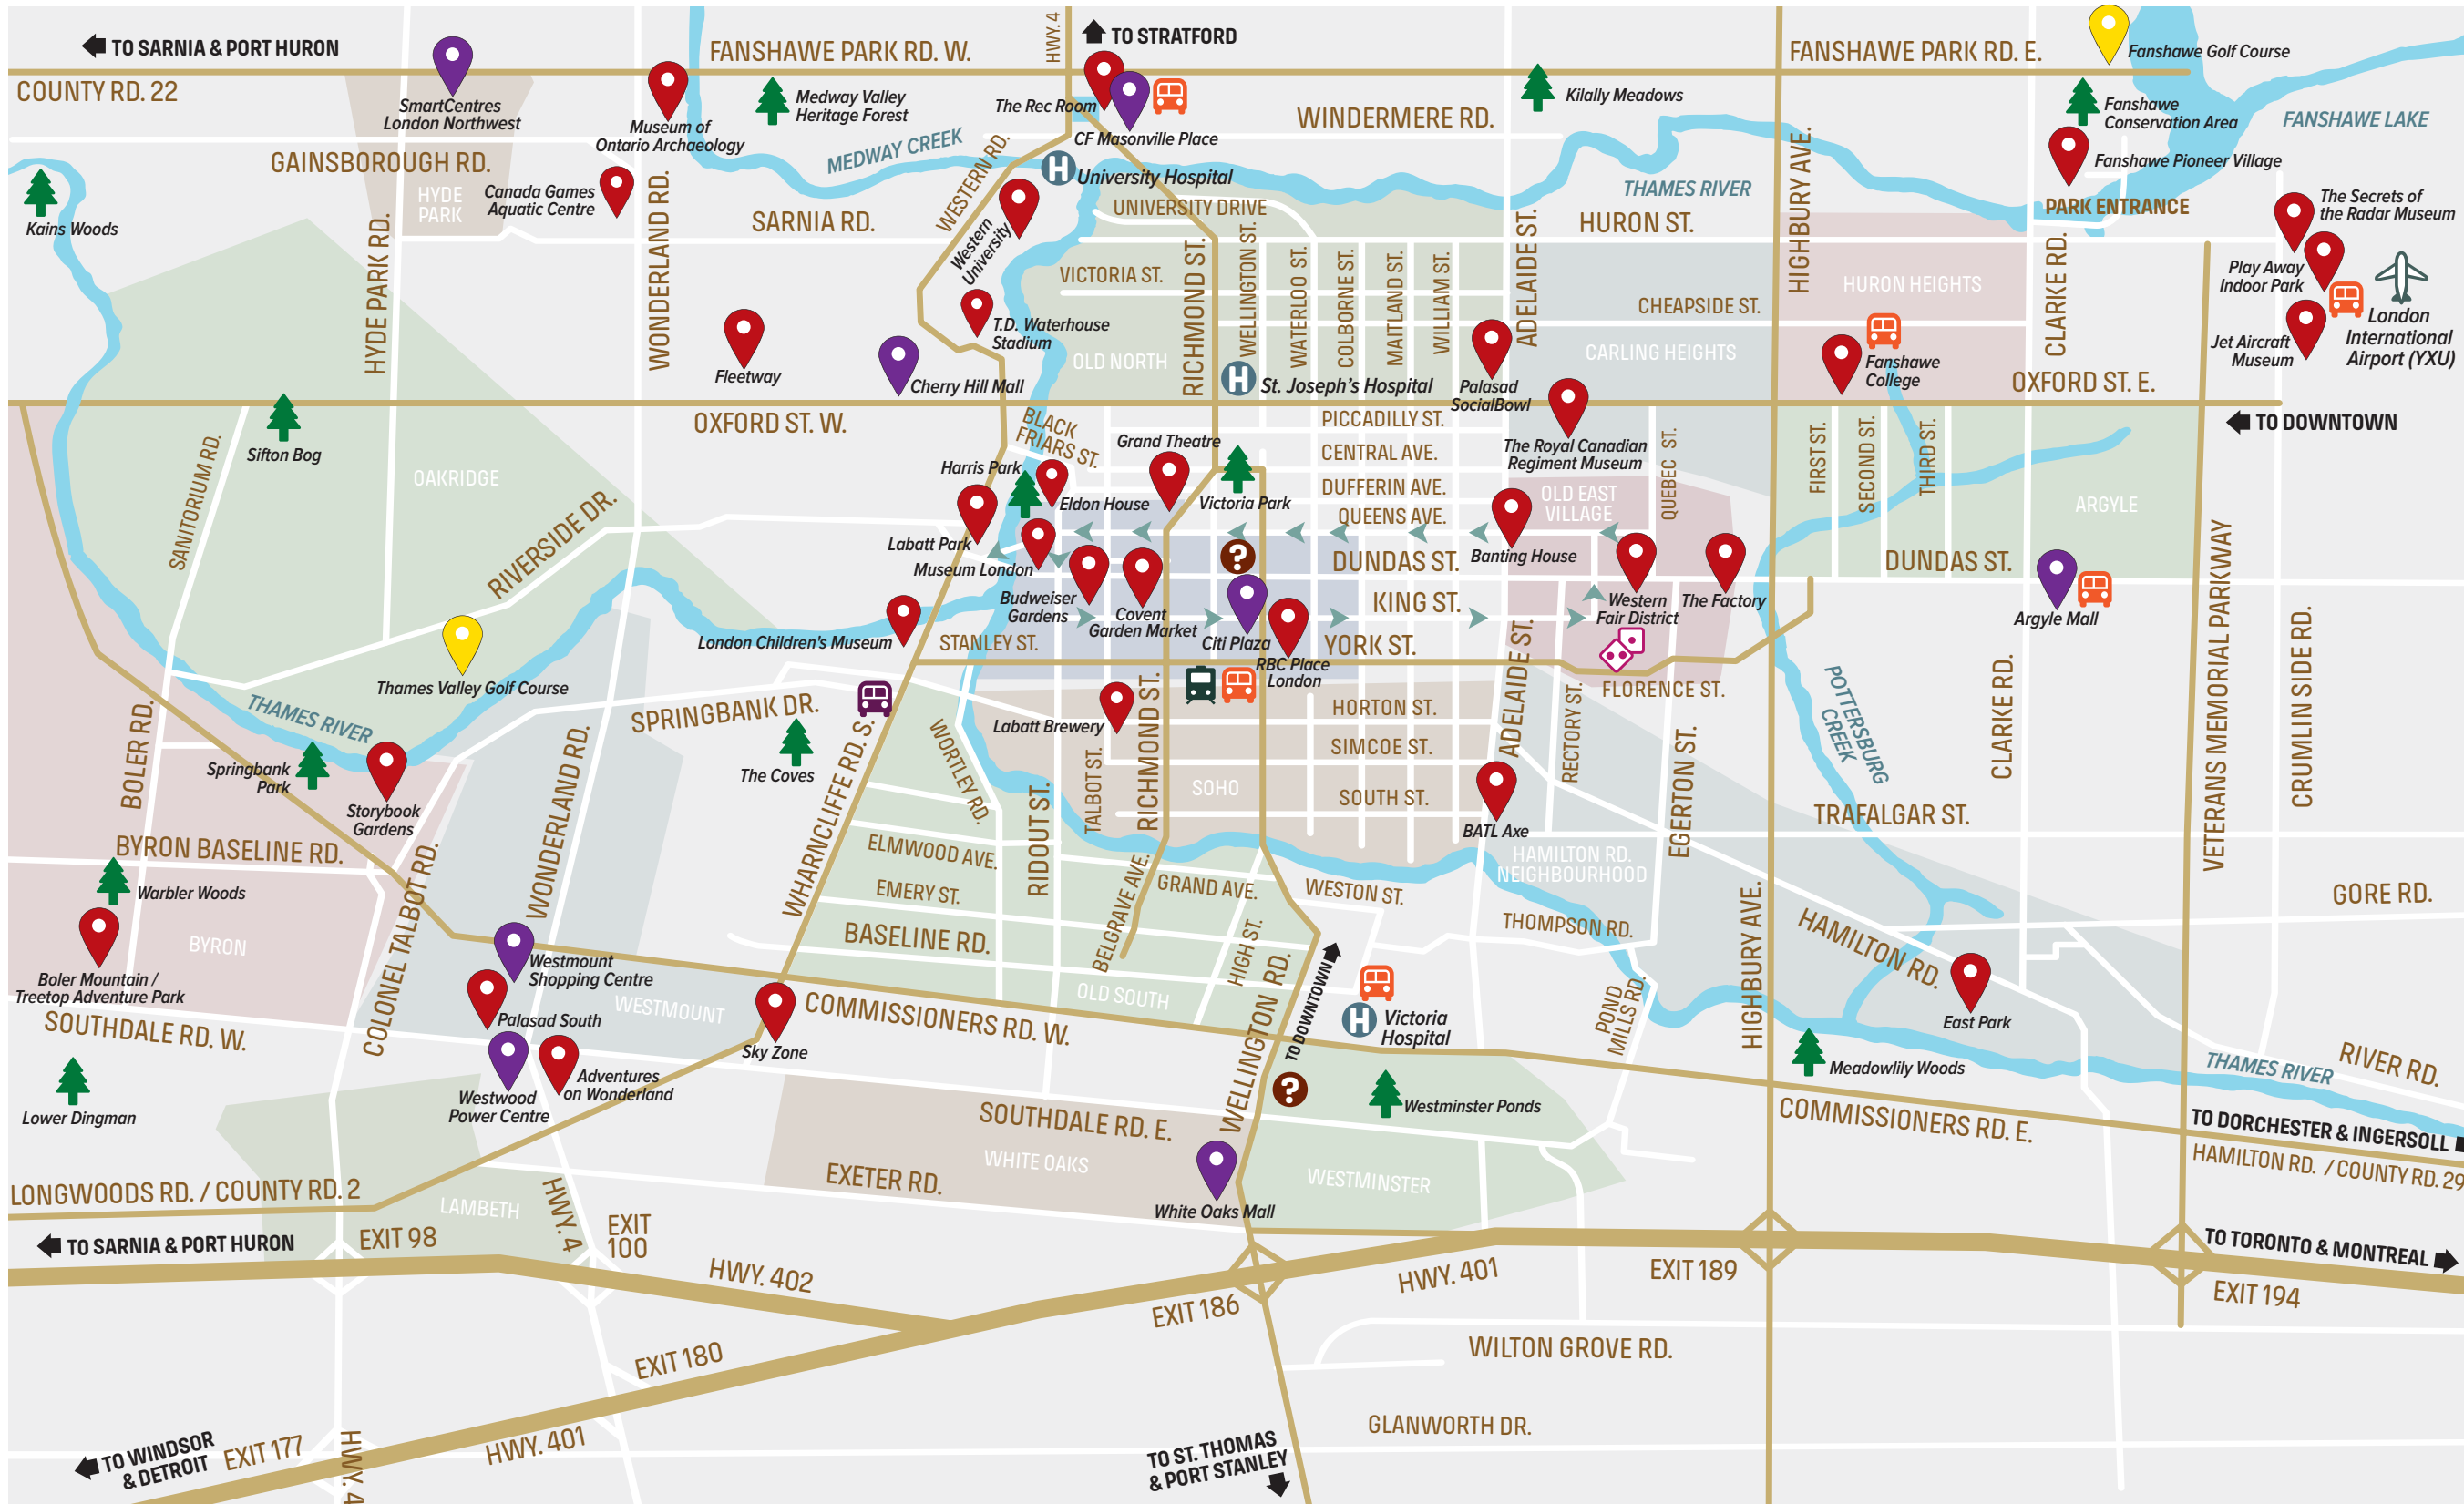 TO SARNIA & PORT HURON
FANSHAWE PARK RD. W.
HWY. 4
TO STRATFORD
FANSHAWE PARK RD. E.
Fanshawe Golf Course
COUNTY RD. 22
SmartCentres
London Northwest
Museum of
Ontario Archaeology
Medway Valley
Heritage Forest
The Rec Room
CF Masonville Place
WINDERMERE RD.
Kilally Meadows
Fanshawe
Conservation Area
FANSHAWE LAKE
Fanshawe Pioneer Village
GAINSBOROUGH RD.
MEDWAY CREEK
WESTERN RD.
H
University Hospital
HIGHBURY AVE.
HYDE
PARK
Canada Games
Aquatic Centre
WONDERLAND RD.
Kains Woods
HYDE PARK RD.
SARNIA RD.
Western
University
UNIVERSITY DRIVE
THAMES RIVER
HURON ST.
PARK ENTRANCE
The Secrets of
the Radar Museum
VICTORIA ST.
RICHMOND ST.
WELLINGTON ST.
WATERLOO ST.
COLBORNE ST.
MAITLAND ST.
WILLIAM ST.
ADELAIDE ST.
CHEAPSIDE ST.
HURON HEIGHTS
CLARKE RD.
Play Away
Indoor Park
London
International
Airport (YXU)
Jet Aircraft
Museum
T.D. Waterhouse
Stadium
OLD NORTH
CARLING HEIGHTS
Fanshawe
College
Fleetway
Cherry Hill Mall
H
St. Joseph's Hospital
Palasad
SocialBowl
OXFORD ST. E.
OXFORD ST. W.
TO DOWNTOWN
Sifton Bog
SANITORIUM RD.
OAKRIDGE
BLACK
FRIARS ST.
Grand Theatre
PICCADILLY ST.
CENTRAL AVE.
DUFFERIN AVE.
QUEENS AVE.
The Royal Canadian
Regiment Museum
QUEBEC ST.
FIRST ST.
SECOND ST.
THIRD ST.
ARGYLE
Harris Park
Eldon House
Victoria Park
OLD EAST
VILLAGE
RIVERSIDE DR.
Labatt Park
Museum London
?
DUNDAS ST.
Banting House
DUNDAS ST.
Budweiser
Gardens
Covent
Garden Market
Citi Plaza
KING ST.
Western
Fair District
The Factory
Argyle Mall
VETERANS MEMORIAL PARKWAY
CRUMLIN SIDE RD.
London Children's Museum
STANLEY ST.
YORK ST.
RBC Place
London
ADELAIDE ST.
FLORENCE ST.
Thames Valley Golf Course
THAMES RIVER
SPRINGBANK DR.
Labatt Brewery
HORTON ST.
SIMCOE ST.
SOUTH ST.
SOHO
RECTORY ST.
EGERTON ST.
POTTERSBURG
CREEK
CLARKE RD.
BOLER RD.
Springbank
Park
Storybook
Gardens
WONDERLAND RD.
The Coves
WHARNCLIFFE RD. S.
WORTLEY RD.
RIDOUT ST.
TALBOT ST.
RICHMOND ST.
BATL Axe
TRAFALGAR ST.
BYRON BASELINE RD.
Warbler Woods
COLONEL TALBOT RD.
ELMWOOD AVE.
EMERY ST.
BELGRAVE AVE.
GRAND AVE.
WESTON ST.
HAMILTON RD.
NEIGHBOURHOOD
HIGHBURY AVE.
GORE RD.
BYRON
BASELINE RD.
HIGH ST.
THOMPSON RD.
HAMILTON RD.
Boler Mountain /
Treetop Adventure Park
Westmount
Shopping Centre
WESTMOUNT
OLD SOUTH
WELLINGTON RD.
TO DOWNTOWN
H
Victoria
Hospital
POND
MILLS RD.
East Park
SOUTHDALE RD. W.
Palasad South
COMMISSIONERS RD. W.
Sky Zone
Meadowlily Woods
THAMES RIVER
RIVER RD.
Lower Dingman
Westwood
Power Centre
Adventures
on Wonderland
?
Westminster Ponds
SOUTHDALE RD. E.
COMMISSIONERS RD. E.
TO DORCHESTER & INGERSOLL
HAMILTON RD. / COUNTY RD. 29
WHITE OAKS
EXETER RD.
WESTMINSTER
White Oaks Mall
LONGWOODS RD. / COUNTY RD. 2
LAMBETH
HWY. 4
EXIT
100
EXIT 98
TO SARNIA & PORT HURON
HWY. 402
HWY. 401
EXIT 189
TO TORONTO & MONTREAL
EXIT 194
EXIT 186
EXIT 180
WILTON GROVE RD.
GLANWORTH DR.
TO WINDSOR
& DETROIT
EXIT 177
HWY. 4
HWY. 401
TO ST. THOMAS
& PORT STANLEY